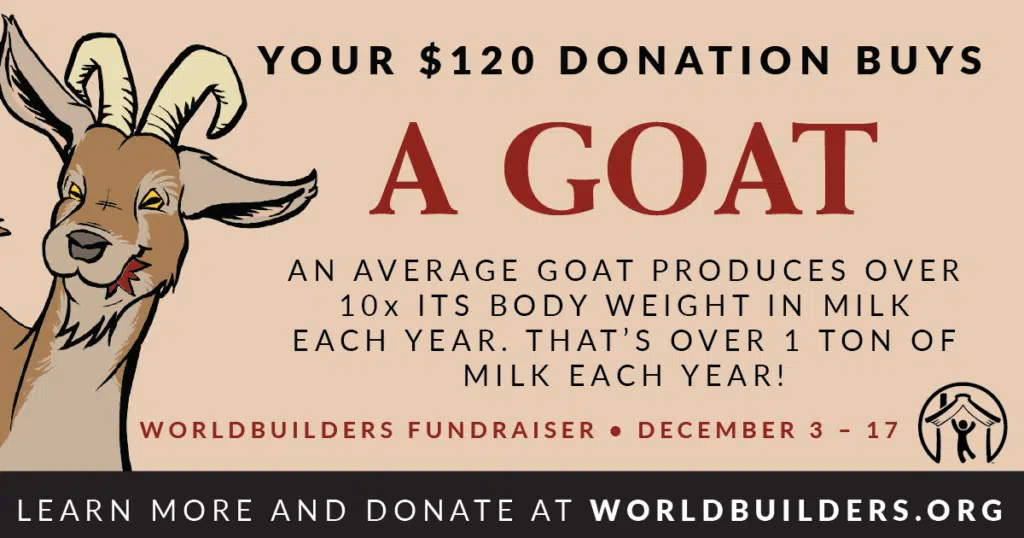 YOUR $120 DONATION BUYS
A GOAT
AN AVERAGE GOAT PRODUCES OVER
10x ITS BODY WEIGHT IN MILK
EACH YEAR. THAT’S OVER 1 TON OF
MILK EACH YEAR!
WORLDBUILDERS FUNDRAISER • DECEMBER 3 – 17
LEARN MORE AND DONATE AT WORLDBUILDERS.ORG